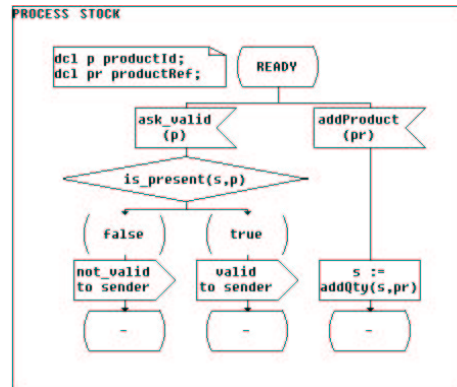 PROCESS STOCK
dcl p productId;
dcl pr productRef;
READY
ask_valid
(p)
addProduct
(pr)
is_present(s,p)
false
true
not_valid
to sender
valid
to sender
s :=
addQty(s,pr)
-
-
-